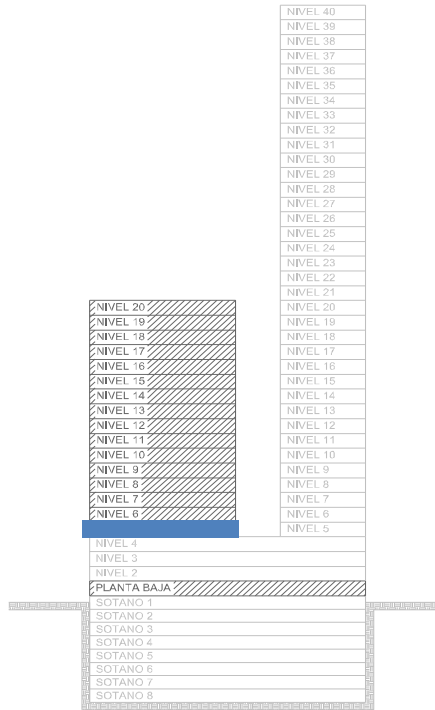 NIVEL 40
NIVEL 39
NIVEL 38
NIVEL 37
NIVEL 36
NIVEL 35
NIVEL 34
NIVEL 33
NIVEL 32
NIVEL 31
NIVEL 30
NIVEL 29
NIVEL 28
NIVEL 27
NIVEL 26
NIVEL 25
NIVEL 24
NIVEL 23
NIVEL 22
NIVEL 21
NIVEL 20 NIVEL 20
NIVEL 19 NIVEL 19
NIVEL 18 NIVEL 18
NIVEL 17 NIVEL 17
NIVEL 16 NIVEL 16
NIVEL 15 NIVEL 15
NIVEL 14 NIVEL 14
NIVEL 13 NIVEL 13
NIVEL 12 NIVEL 12
NIVEL 11 NIVEL 11
NIVEL 10 NIVEL 10
NIVEL 9 NIVEL 9
NIVEL 8 NIVEL 8
NIVEL 7 NIVEL 7
NIVEL 6 NIVEL 6
NIVEL 5
NIVEL 4
NIVEL 3
NIVEL 2
PLANTA BAJA
SOTANO 1
SOTANO 2
SOTANO 3
SOTANO 4
SOTANO 5
SOTANO 6
SOTANO 7
SOTANO 8